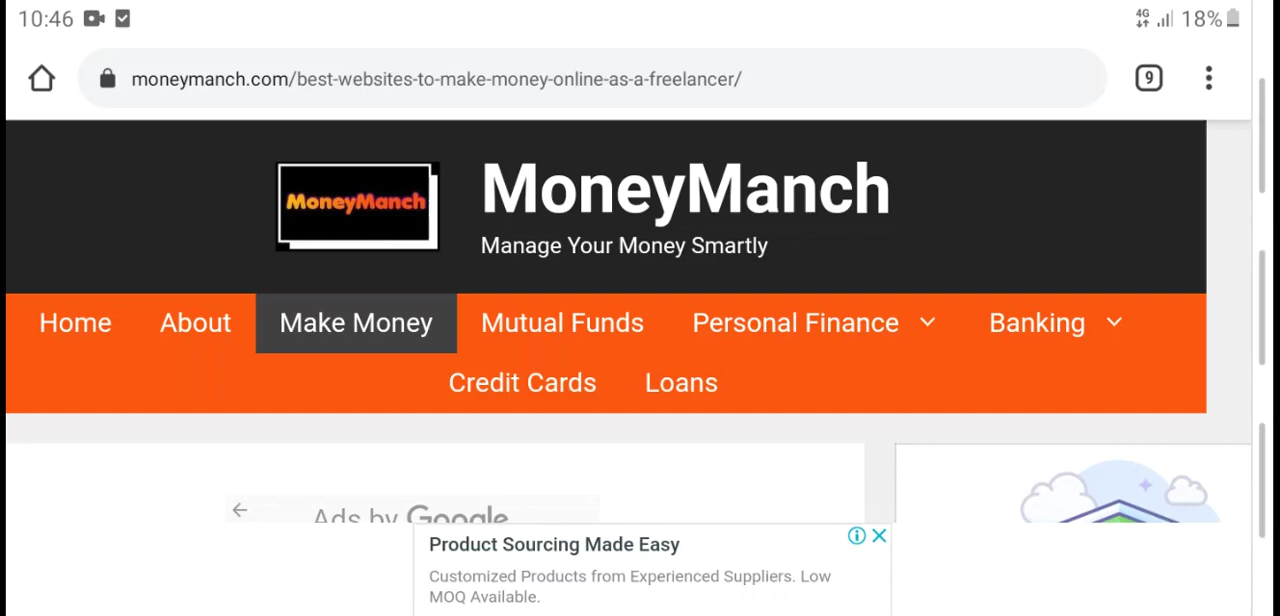 10:46 4G 18%
moneymanch.com/best-websites-to-make-money-online-as-a-freelancer/ 9
MoneyManch
MoneyManch
Manage Your Money Smartly
Home About Make Money Mutual Funds Personal Finance Banking
Credit Cards Loans
Ads by Google
Product Sourcing Made Easy
Customized Products from Experienced Suppliers. Low
MOQ Available.